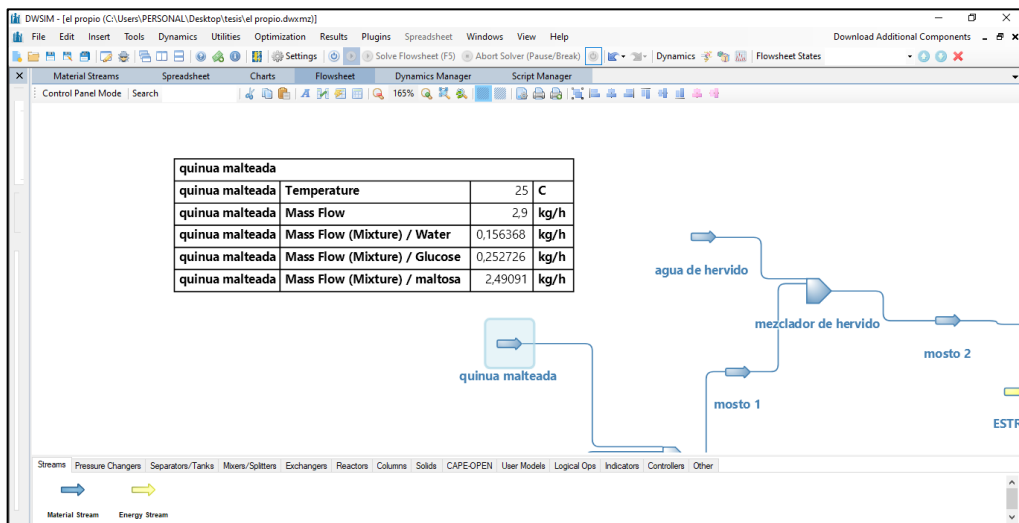 DWSIM - [el propio (C:\Users\PERSONAL\Desktop\tesis\el propio.dwxmz)]
File Edit Insert Tools Dynamics Utilities Optimization Results Plugins Spreadsheet Windows View Help Download Additional Components
Settings Solve Flowsheet (F5) Abort Solver (Pause/Break) Dynamics Flowsheet States
Material Streams Spreadsheet Charts Flowsheet Dynamics Manager Script Manager
Control Panel Mode Search 165%
quinua malteada
quinua malteada Temperature 25 C
quinua malteada Mass Flow 2,9 kg/h
quinua malteada Mass Flow (Mixture) / Water 0,156368 kg/h
quinua malteada Mass Flow (Mixture) / Glucose 0,252726 kg/h
quinua malteada Mass Flow (Mixture) / maltosa 2,49091 kg/h
agua de hervido
mezclador de hervido
mosto 2
quinua malteada
mosto 1
ESTR
Streams Pressure Changers Separators/Tanks Mixers/Splitters Exchangers Reactors Columns Solids CAPE-OPEN User Models Logical Ops Indicators Controllers Other
Material Stream Energy Stream